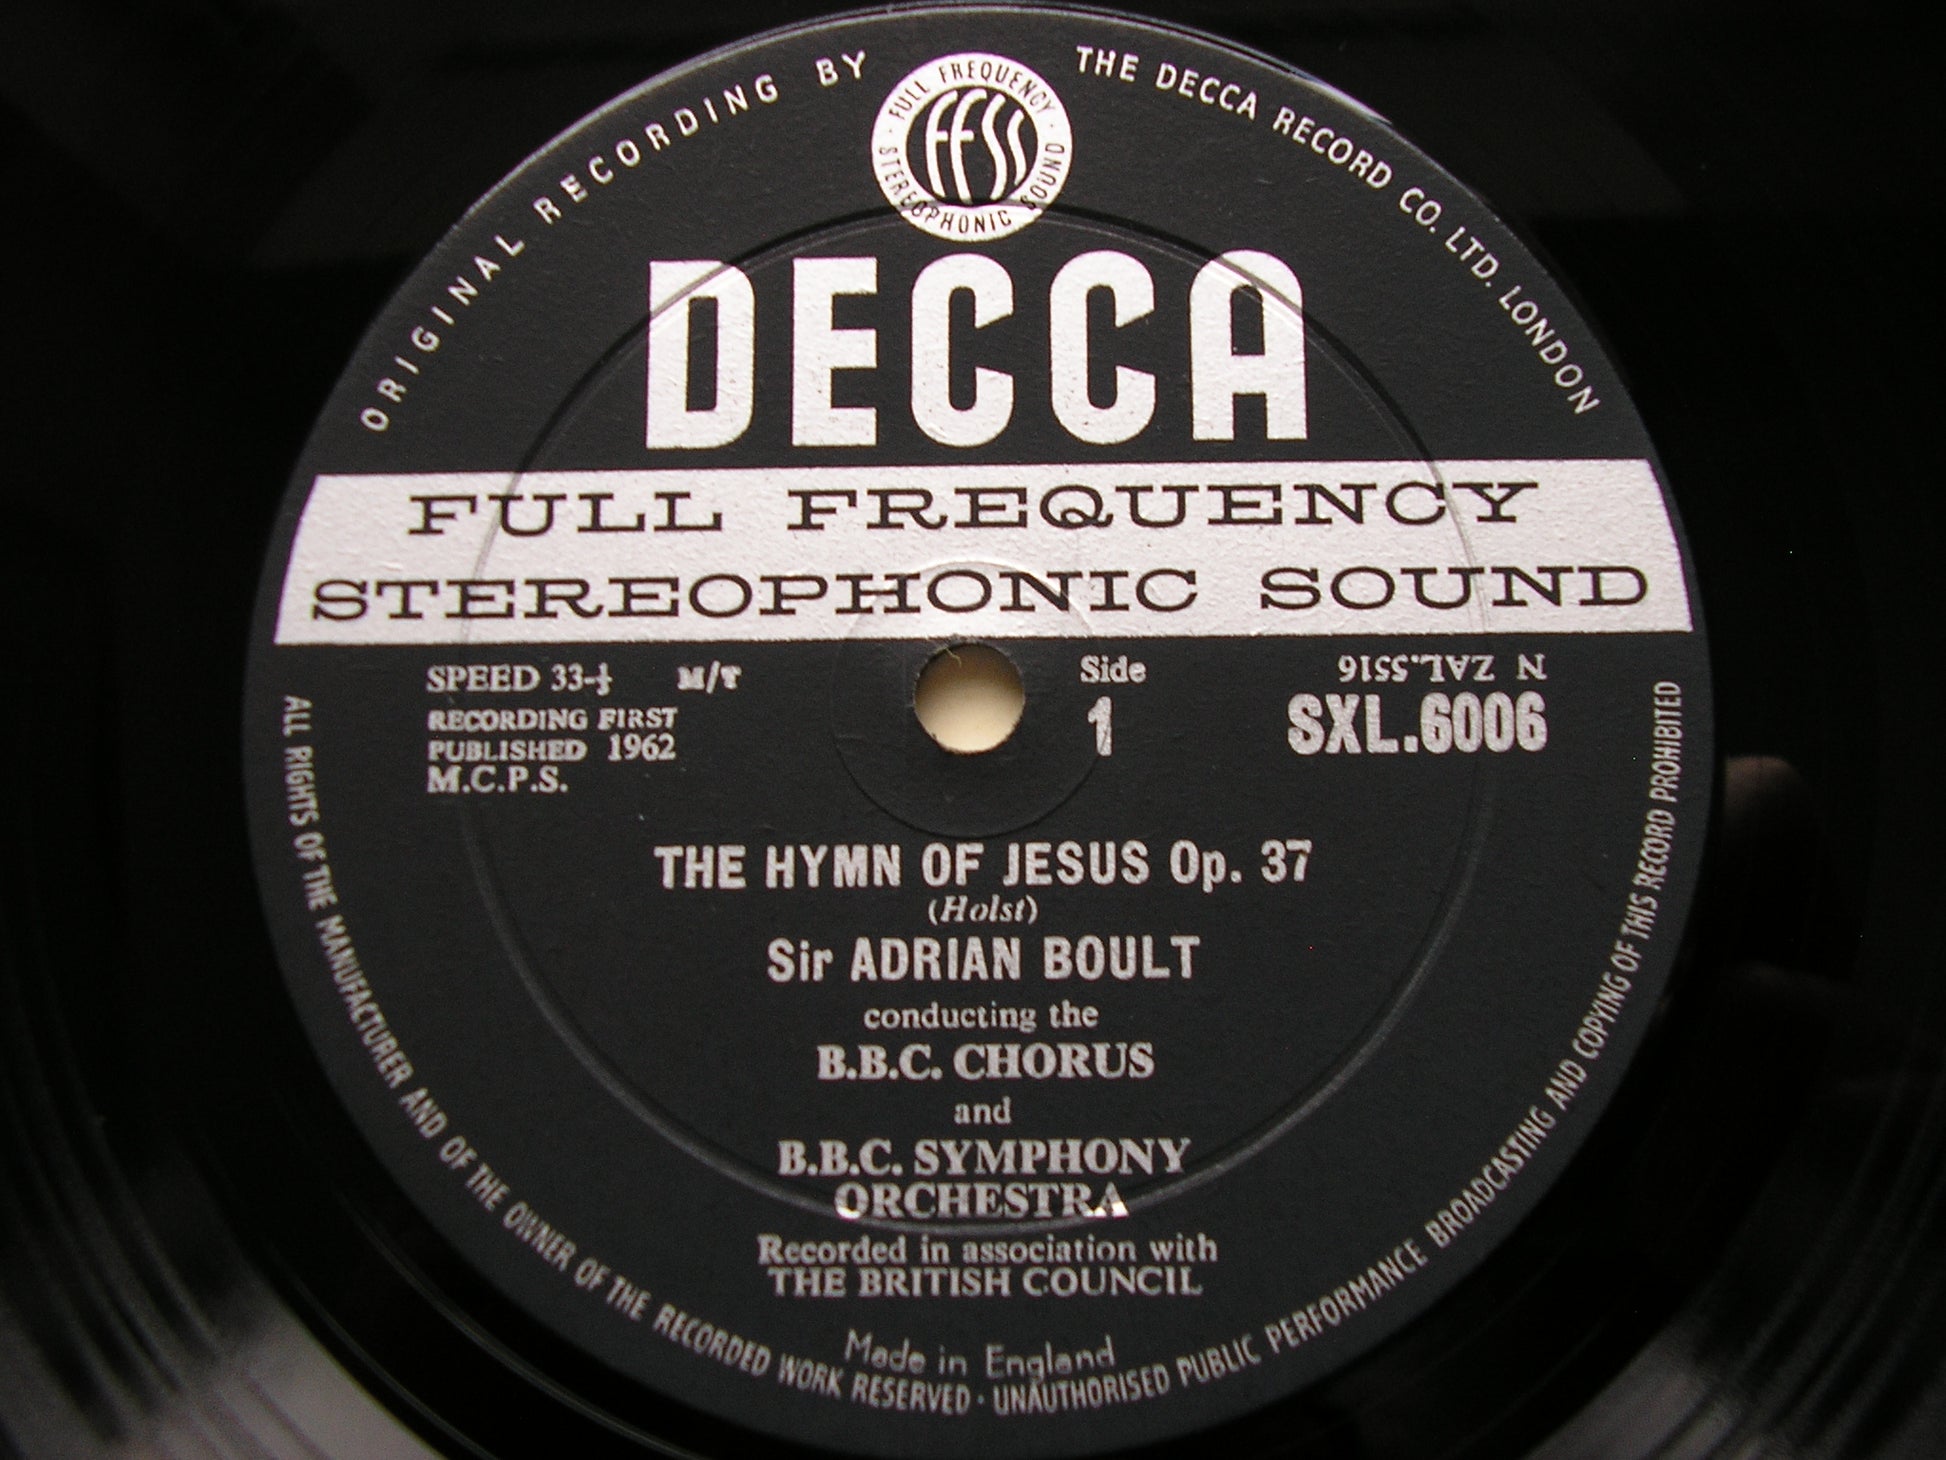 ORIGINAL RECORDING BY
THE DECCA RECORD CO. LTD. LONDON
FULL FREQUENCY
FFSS
STEREOPHONIC SOUND
DECCA
FULL FREQUENCY
STEREOPHONIC SOUND
SPEED 33-⅓ M/T
RECORDING FIRST
PUBLISHED 1962
M.C.P.S.
Side
1
N ZAL.5516
SXL.6006
THE HYMN OF JESUS Op. 37
(Holst)
Sir ADRIAN BOULT
conducting the
B.B.C. CHORUS
and
B.B.C. SYMPHONY
ORCHESTRA
Recorded in association with
THE BRITISH COUNCIL
Made in England
ALL RIGHTS OF THE MANUFACTURER AND OF THE OWNER OF THE RECORDED WORK RESERVED · UNAUTHORISED PUBLIC PERFORMANCE BROADCASTING AND COPYING OF THIS RECORD PROHIBITED